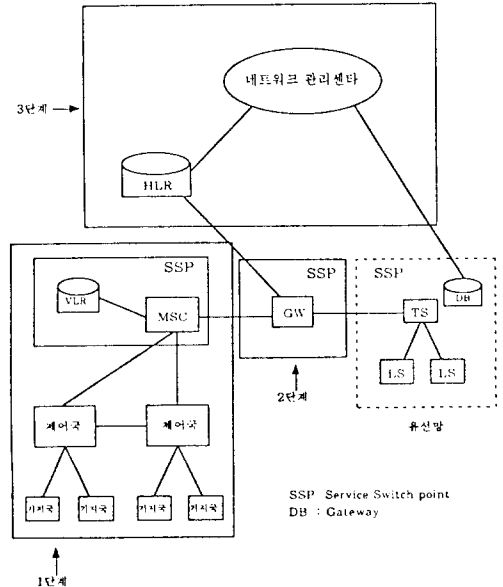 네트워크 관리센타
3단계
HLR
SSP
SSP
SSP
VLR
MSC
GW
TS
DB
LS
LS
2단계
유선망
제어국
제어국
기지국
기지국
기지국
기지국
SSP Service Switch point
DB : Gateway
1단계